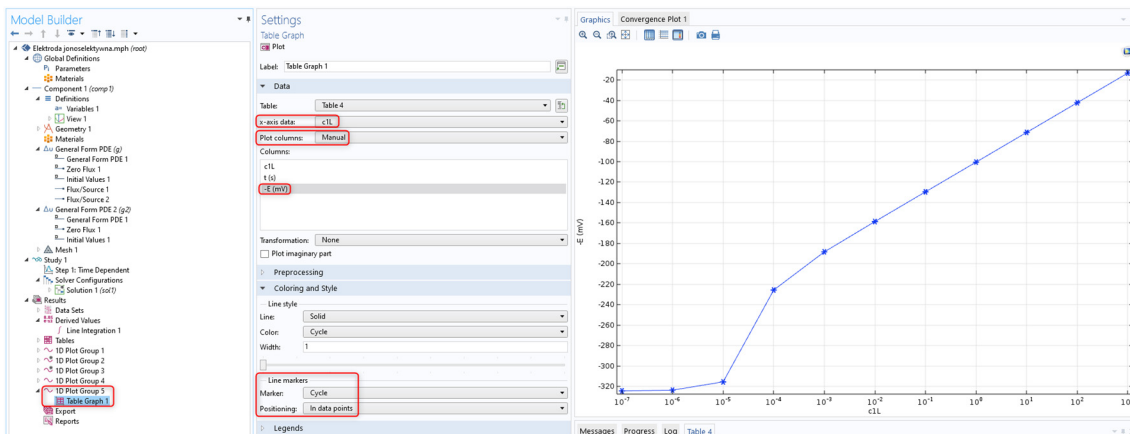 Model Builder
Elektroda jonoselektywna.mph (root)
Global Definitions
Pi Parameters
Materials
Component 1 (comp1)
Definitions
a= Variables 1
View 1
Geometry 1
Materials
Δu General Form PDE (g)
General Form PDE 1
Zero Flux 1
Initial Values 1
Flux/Source 1
Flux/Source 2
Δu General Form PDE 2 (g2)
General Form PDE 1
Zero Flux 1
Initial Values 1
Mesh 1
Study 1
Step 1: Time Dependent
Solver Configurations
Solution 1 (sol1)
Results
Data Sets
Derived Values
Line Integration 1
Tables
1D Plot Group 1
1D Plot Group 2
1D Plot Group 3
1D Plot Group 4
1D Plot Group 5
Table Graph 1
Export
Reports
Settings
Table Graph
Plot
Label: Table Graph 1
Data
Table: Table 4
x-axis data: c1L
Plot columns: Manual
Columns:
c1L
t (s)
-E (mV)
Transformation: None
Plot imaginary part
Preprocessing
Coloring and Style
Line style
Line: Solid
Color: Cycle
Width: 1
Line markers
Marker: Cycle
Positioning: In data points
Legends
Graphics Convergence Plot 1
-20
-40
-60
-80
-100
-120
-140
-160
-180
-200
-220
-240
-260
-280
-300
-320
-E (mV)
10-7 10-6 10-5 10-4 10-3 10-2 10-1 100 101 102
c1L
Messages Progress Log Table 4